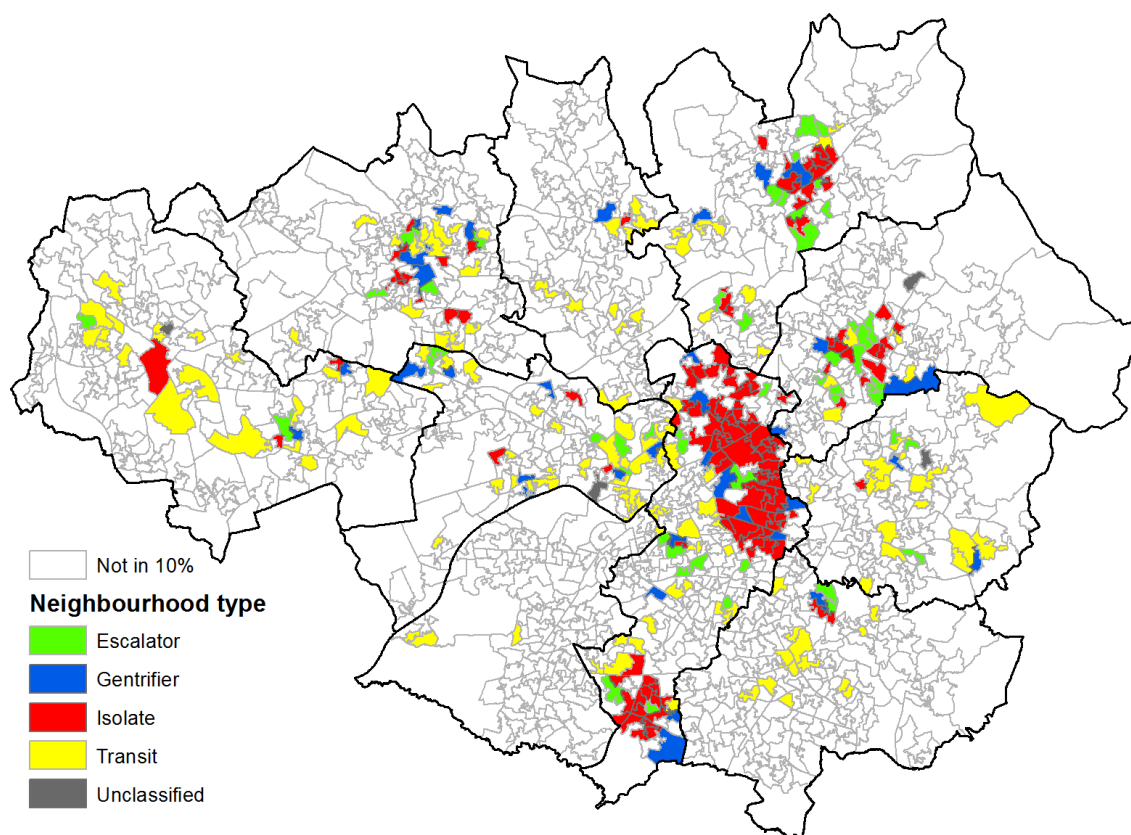 Not in 10%
Neighbourhood type
Escalator
Gentrifier
Isolate
Transit
Unclassified